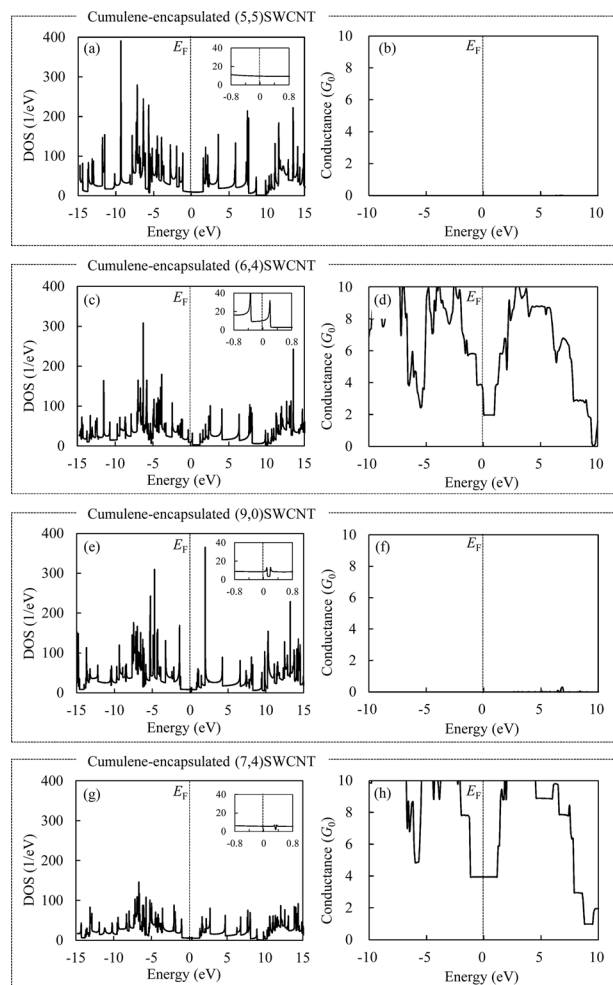 Cumulene-encapsulated (5,5)SWCNT
(a)
E_F
400
300
200
100
0
DOS (1/eV)
-15 -10 -5 0 5 10 15
Energy (eV)
40
20
0
-0.8 0 0.8
(b)
E_F
10
8
6
4
2
0
Conductance (G_0)
-10 -5 0 5 10
Energy (eV)
Cumulene-encapsulated (6,4)SWCNT
(c)
E_F
400
300
200
100
0
DOS (1/eV)
-15 -10 -5 0 5 10 15
Energy (eV)
40
20
0
-0.8 0 0.8
(d)
E_F
10
8
6
4
2
0
Conductance (G_0)
-10 -5 0 5 10
Energy (eV)
Cumulene-encapsulated (9,0)SWCNT
(e)
E_F
400
300
200
100
0
DOS (1/eV)
-15 -10 -5 0 5 10 15
Energy (eV)
40
20
0
-0.8 0 0.8
(f)
E_F
10
8
6
4
2
0
Conductance (G_0)
-10 -5 0 5 10
Energy (eV)
Cumulene-encapsulated (7,4)SWCNT
(g)
E_F
400
300
200
100
0
DOS (1/eV)
-15 -10 -5 0 5 10 15
Energy (eV)
40
20
0
-0.8 0 0.8
(h)
E_F
10
8
6
4
2
0
Conductance (G_0)
-10 -5 0 5 10
Energy (eV)